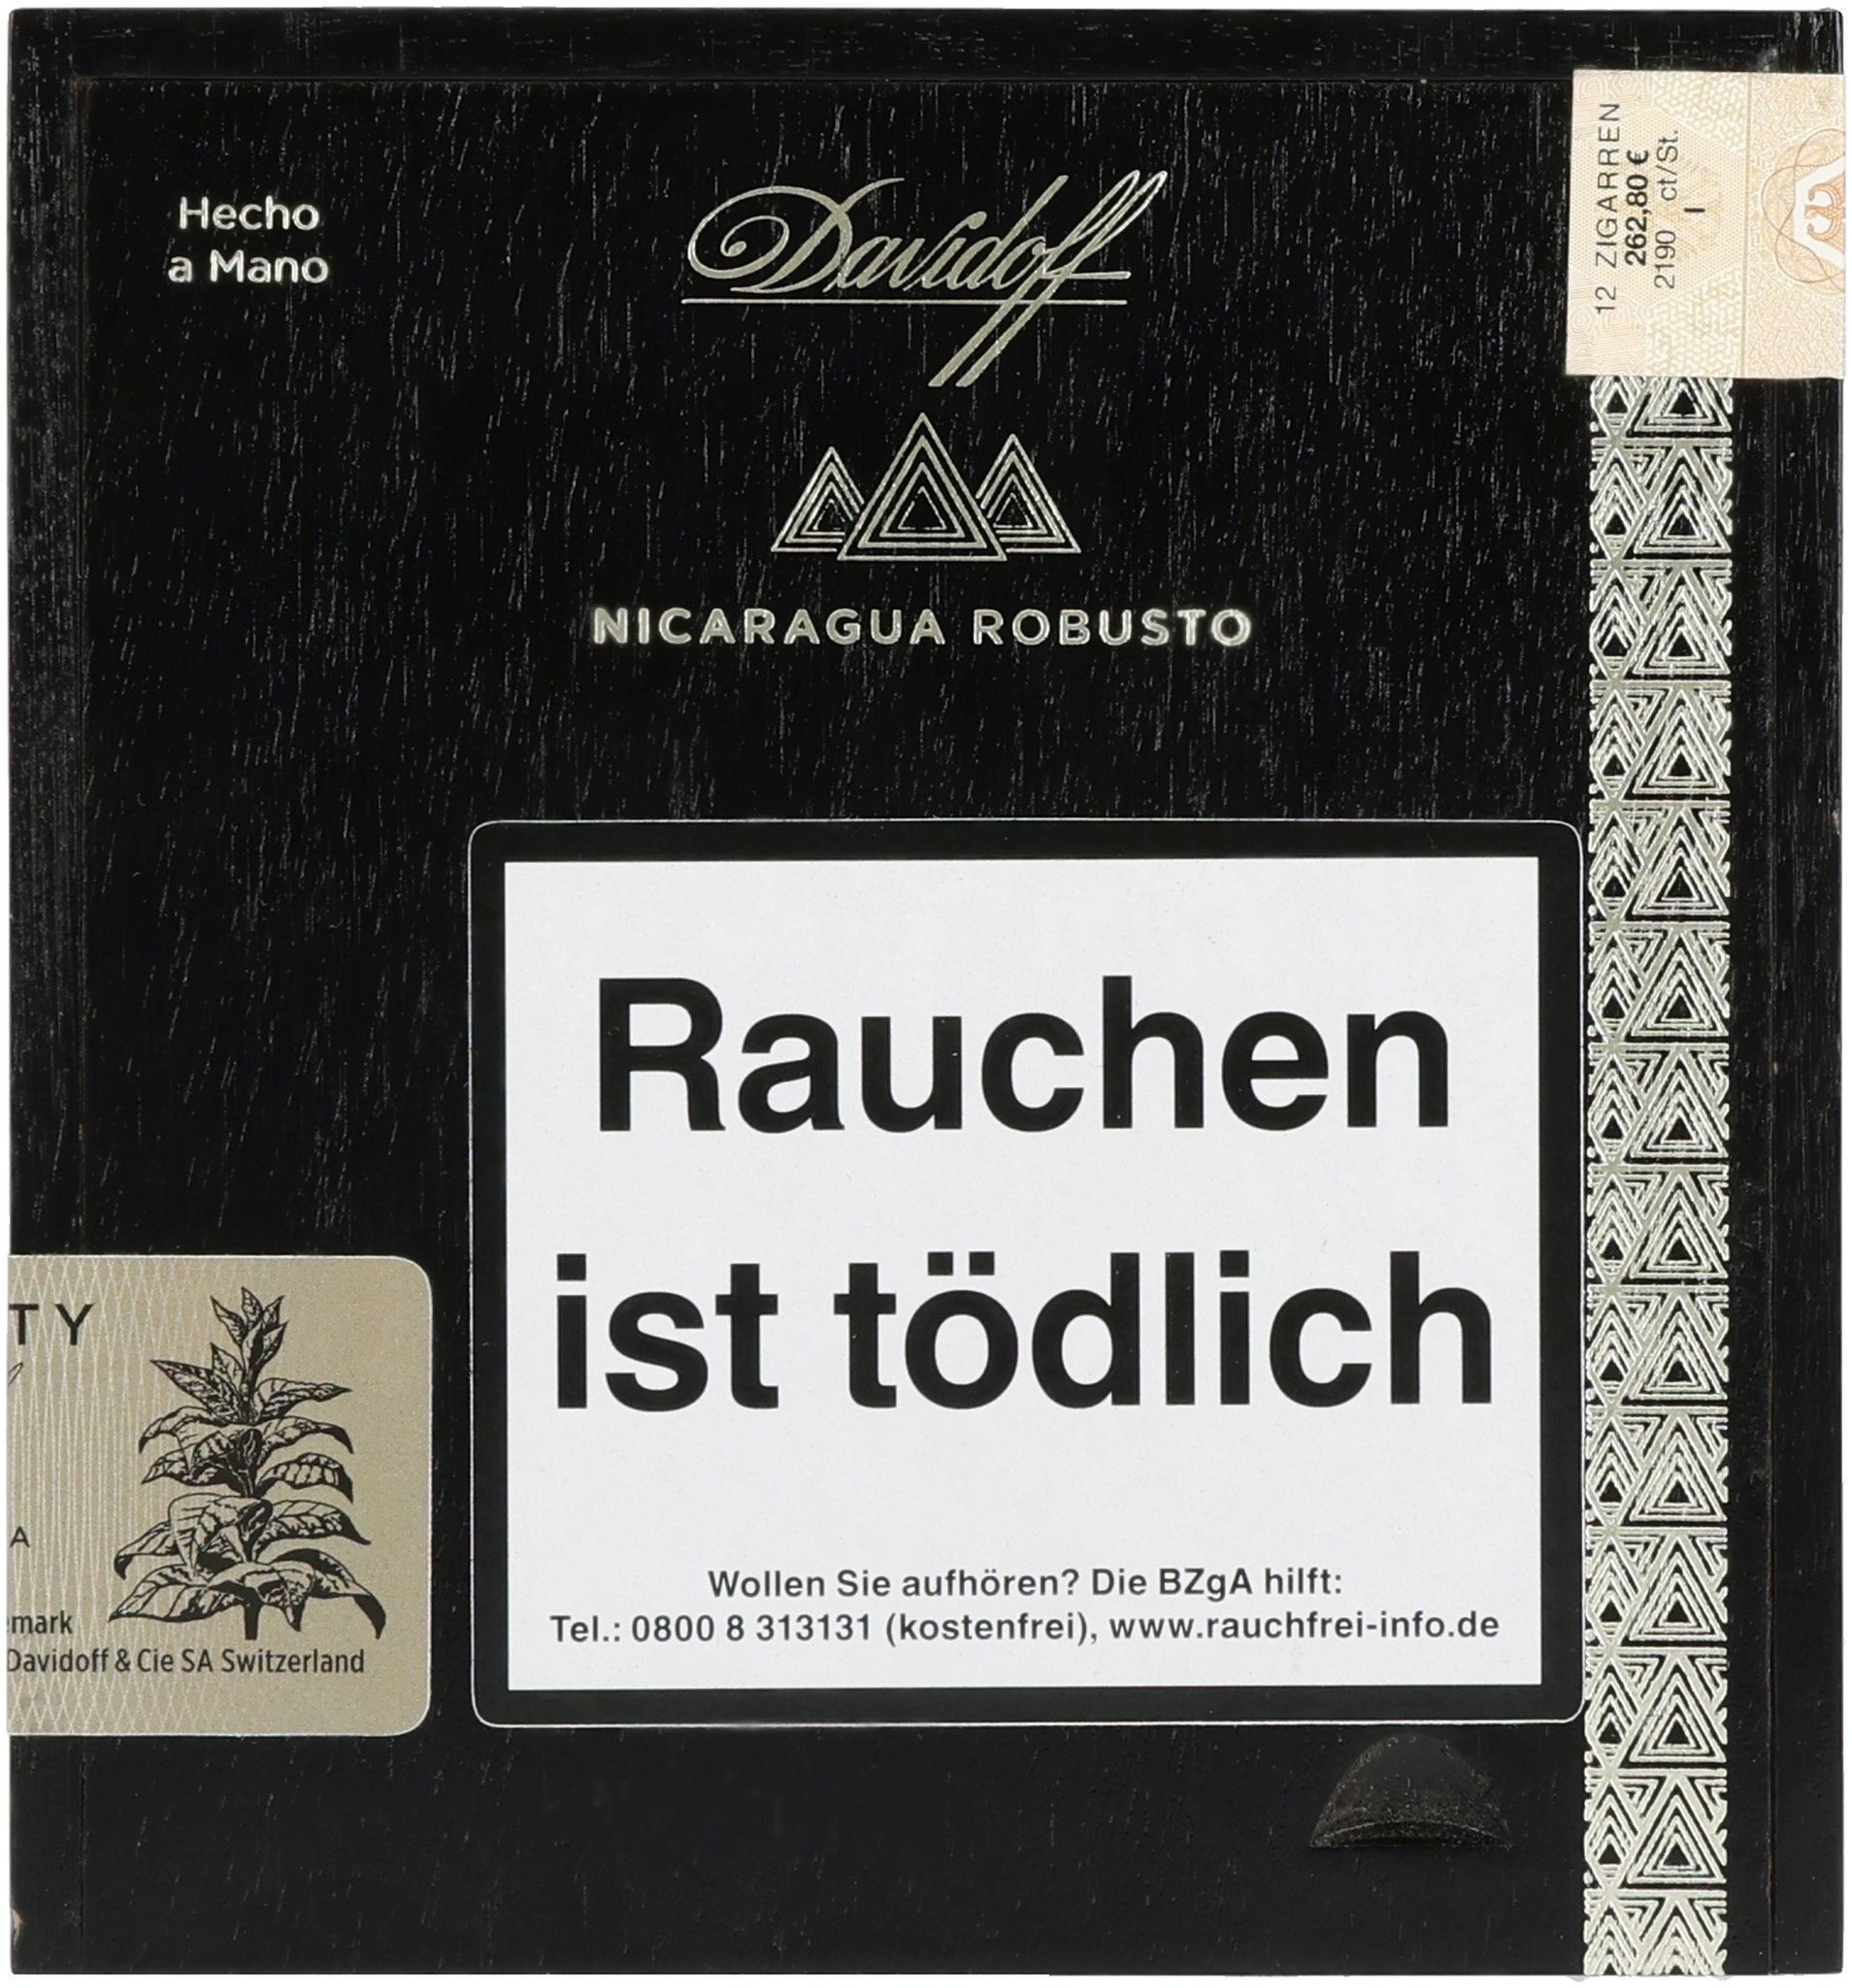 Hecho
a Mano
Davidoff
NICARAGUA ROBUSTO
12 ZIGARREN
262,80 €
2190 ct/St.
I
Rauchen
ist tödlich
Wollen Sie aufhören? Die BZgA hilft:
Tel.: 0800 8 313131 (kostenfrei), www.rauchfrei-info.de
TY
A
mark
Davidoff & Cie SA Switzerland